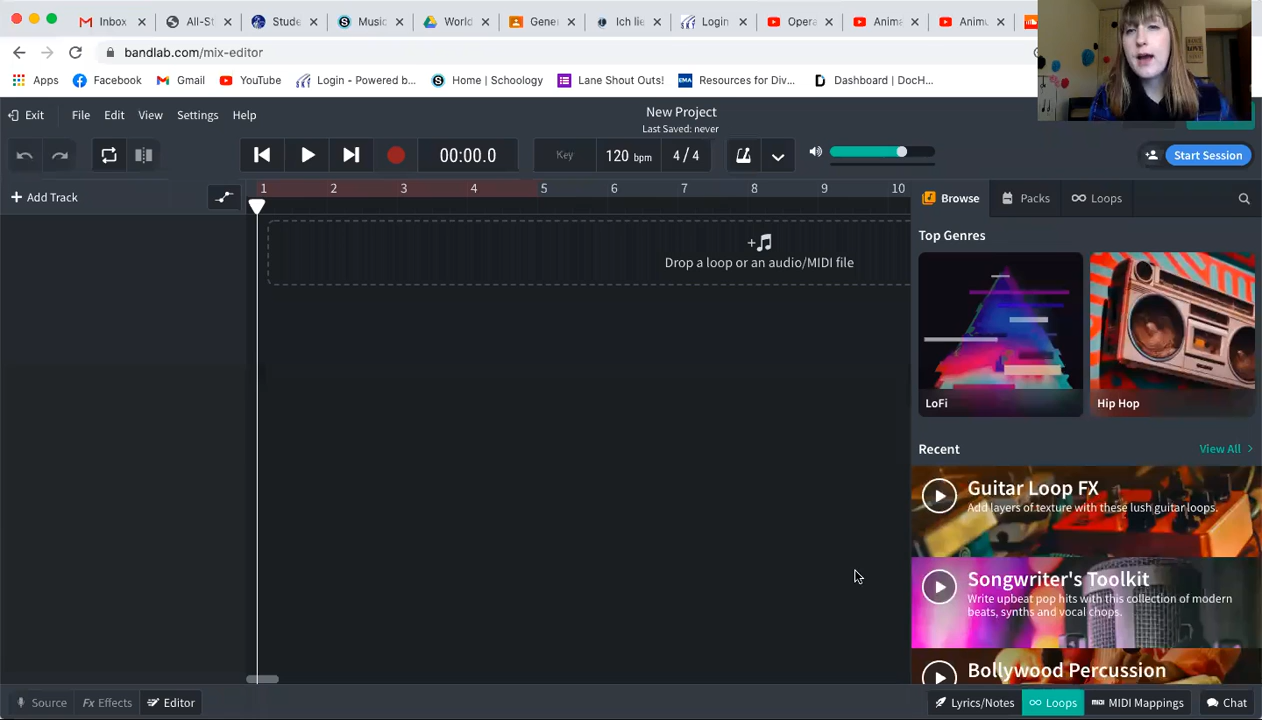 Inbox
All-St
Stude
Music
World
Gene
Ich lie
Login
Opera
Anima
Animu
bandlab.com/mix-editor
Apps
Facebook
Gmail
YouTube
Login - Powered b...
Home | Schoology
Lane Shout Outs!
Resources for Div...
Dashboard | DocH...
Exit
File
Edit
View
Settings
Help
New Project
Last Saved: never
00:00.0
Key
120 bpm
4 / 4
Start Session
+ Add Track
1 2 3 4 5 6 7 8 9 10
Browse
Packs
Loops
Drop a loop or an audio/MIDI file
Top Genres
LoFi
Hip Hop
Recent
View All >
Guitar Loop FX
Add layers of texture with these lush guitar loops.
Songwriter's Toolkit
Write upbeat pop hits with this collection of modern
beats, synths and vocal chops.
Bollywood Percussion
Source
Fx Effects
Editor
Lyrics/Notes
Loops
MIDI Mappings
Chat